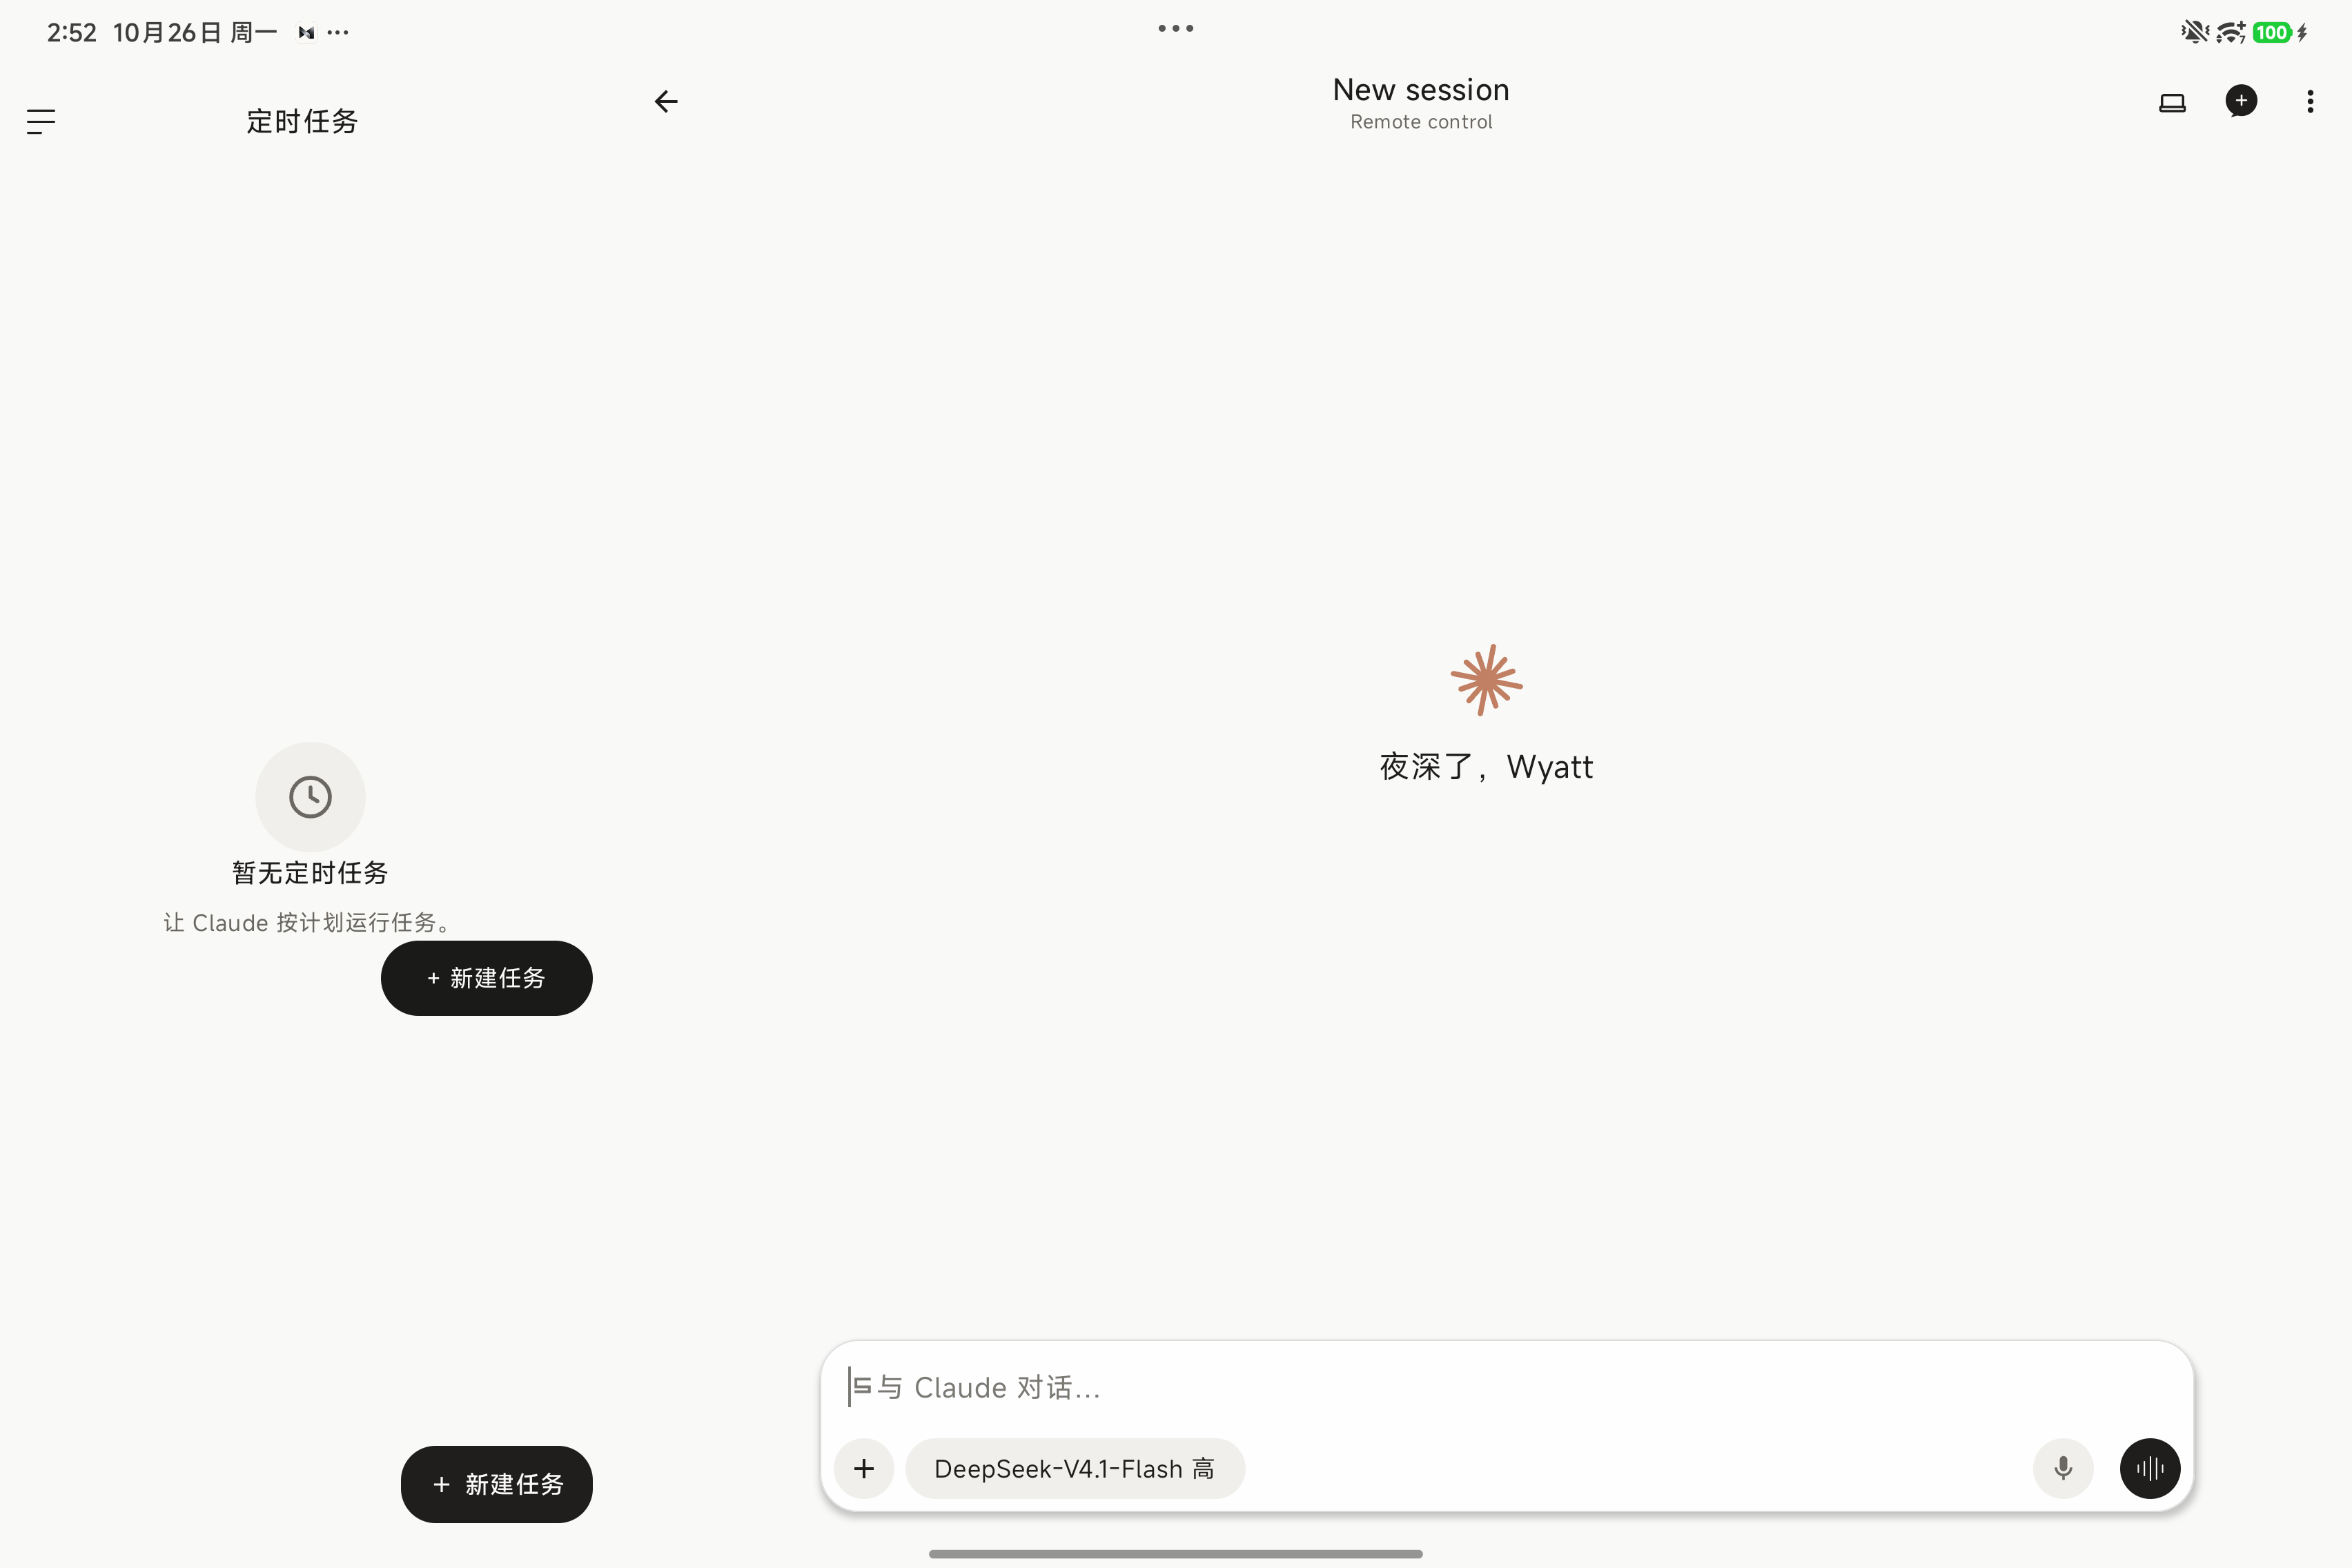 2:52 10月26日 周一
7 100
定时任务
New session
Remote control
夜深了，Wyatt
暂无定时任务
让 Claude 按计划运行任务。
+ 新建任务
与 Claude 对话...
+ DeepSeek-V4.1-Flash 高
+ 新建任务